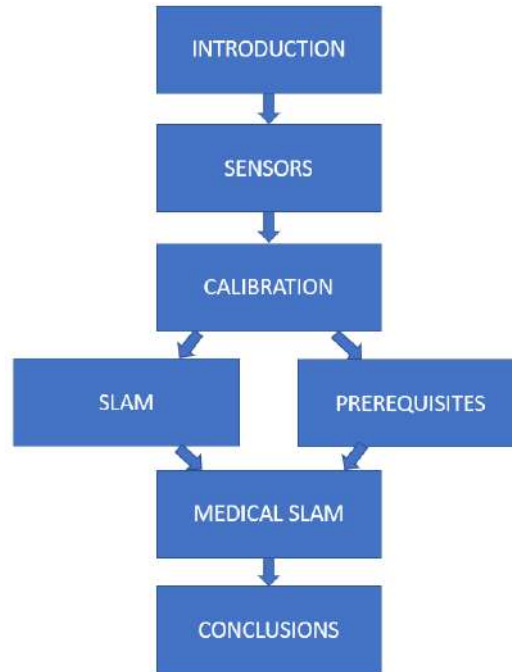 INTRODUCTION
SENSORS
CALIBRATION
SLAM
PREREQUISITES
MEDICAL SLAM
CONCLUSIONS